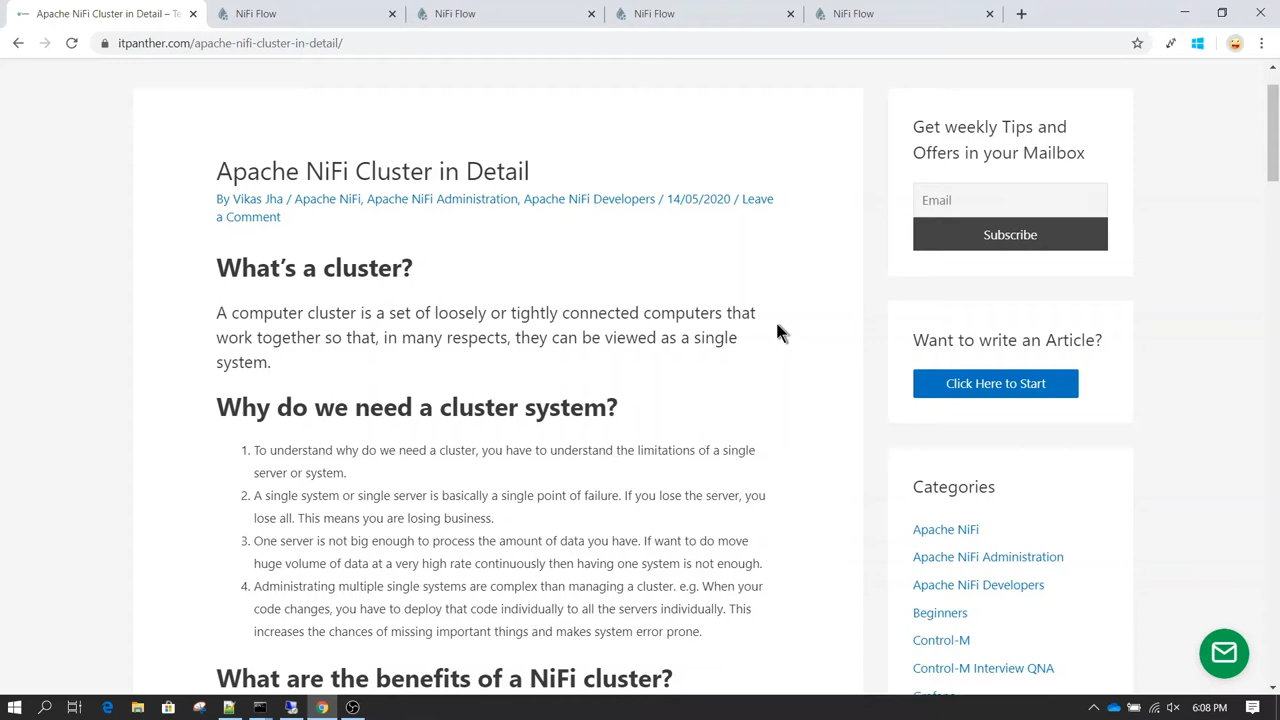 Apache NiFi Cluster in Detail – Te
NiFi Flow
NiFi Flow
NiFi Flow
NiFi Flow
itpanther.com/apache-nifi-cluster-in-detail/
Apache NiFi Cluster in Detail
By Vikas Jha / Apache NiFi, Apache NiFi Administration, Apache NiFi Developers / 14/05/2020 / Leave
a Comment
What's a cluster?
A computer cluster is a set of loosely or tightly connected computers that
work together so that, in many respects, they can be viewed as a single
system.
Why do we need a cluster system?
1. To understand why do we need a cluster, you have to understand the limitations of a single
server or system.
2. A single system or single server is basically a single point of failure. If you lose the server, you
lose all. This means you are losing business.
3. One server is not big enough to process the amount of data you have. If want to do move
huge volume of data at a very high rate continuously then having one system is not enough.
4. Administrating multiple single systems are complex than managing a cluster. e.g. When your
code changes, you have to deploy that code individually to all the servers individually. This
increases the chances of missing important things and makes system error prone.
What are the benefits of a NiFi cluster?
Get weekly Tips and
Offers in your Mailbox
Email
Subscribe
Want to write an Article?
Click Here to Start
Categories
Apache NiFi
Apache NiFi Administration
Apache NiFi Developers
Beginners
Control-M
Control-M Interview QNA
Grafana
6:08 PM